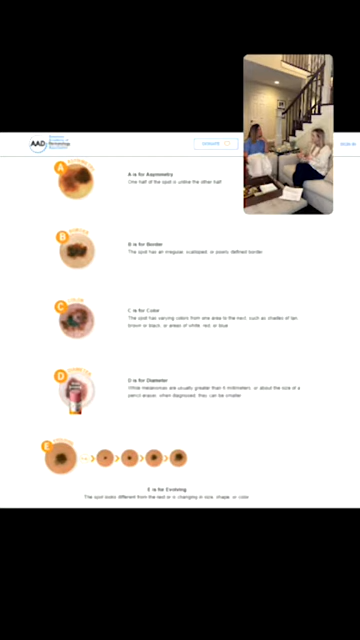 AAD
DONATE
SIGN IN
A
A is for Asymmetry
One half of the spot is unlike the other half
B
B is for Border
The spot has an irregular, scalloped, or poorly defined border
C
C is for Color
The spot has varying colors from one area to the next, such as shades of tan,
brown or black, or areas of white, red, or blue
D
D is for Diameter
While melanomas are usually greater than 6 millimeters, or about the size of a
pencil eraser, when diagnosed, they can be smaller
E
E is for Evolving
The spot looks different from the rest or is changing in size, shape, or color